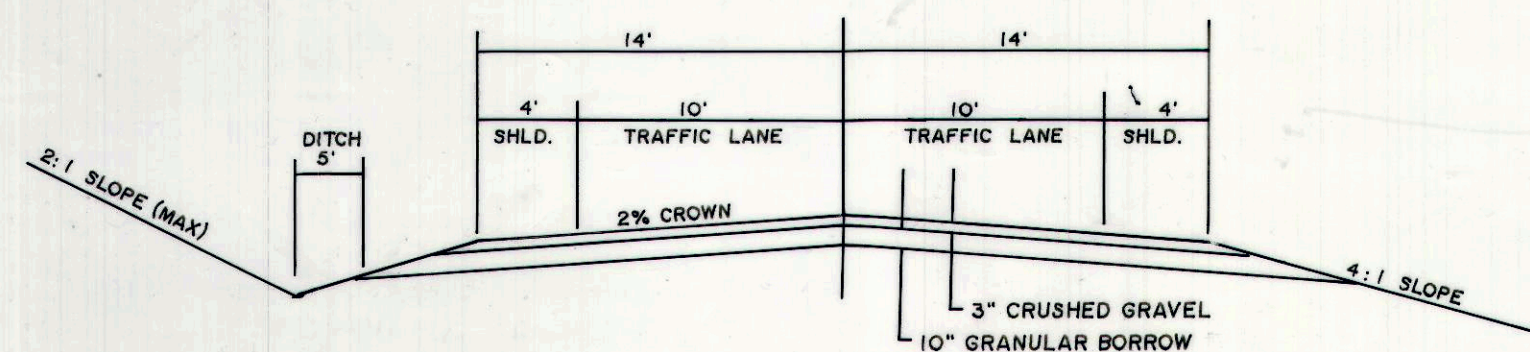 14' 14'
4' 10' 10' 4'
SHLD. TRAFFIC LANE TRAFFIC LANE SHLD.
DITCH
5'
2:1 SLOPE (MAX)
2% CROWN
4:1 SLOPE
3" CRUSHED GRAVEL
10" GRANULAR BORROW